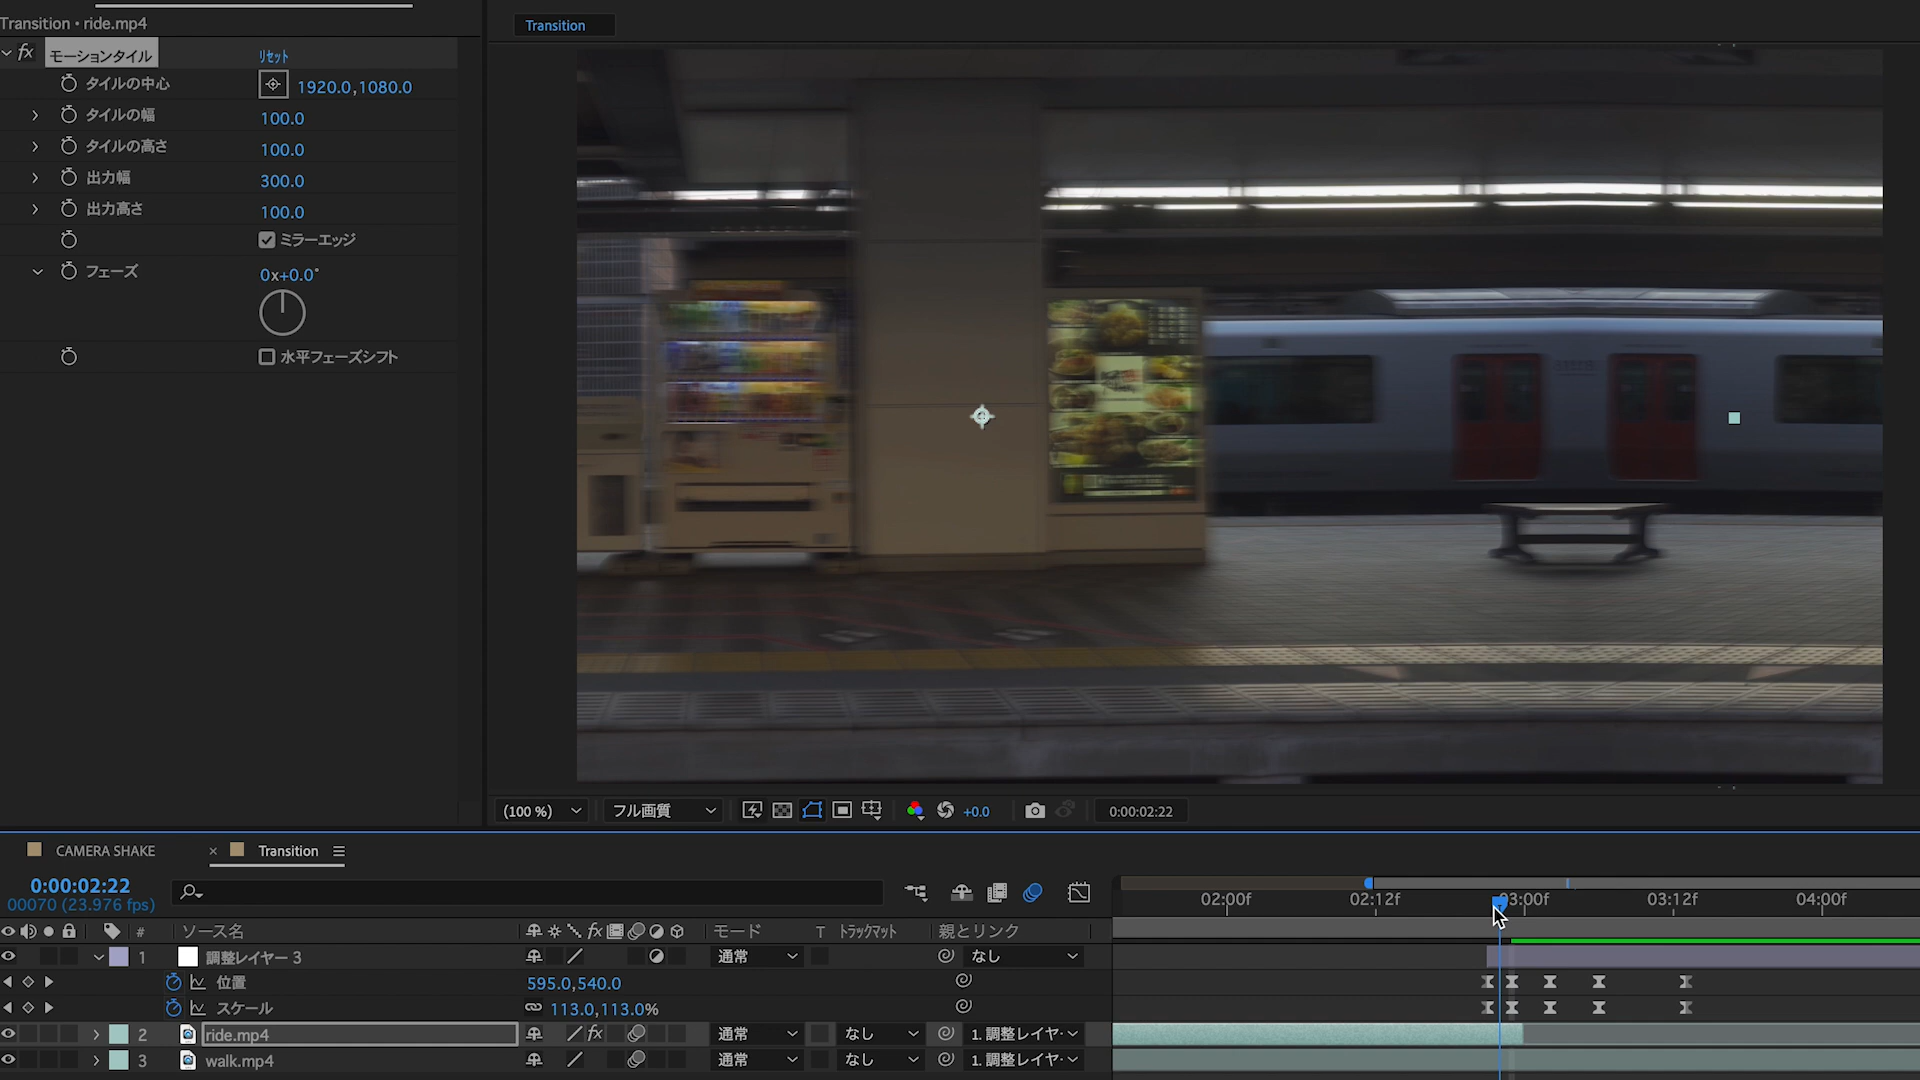 Transition • ride.mp4
fx モーションタイル リセット
タイルの中心 1920.0,1080.0
タイルの幅 100.0
タイルの高さ 100.0
出力幅 300.0
出力高さ 100.0
ミラーエッジ
フェーズ 0x+0.0°
水平フェーズシフト
Transition
(100 %) フル画質 +0.0 0:00:02:22
CAMERA SHAKE × Transition
0:00:02:22
00070 (23.976 fps)
02:00f 02:12f 03:00f 03:12f 04:00f
# ソース名 fx モード T トラックマット 親とリンク
1 調整レイヤー 3 通常 なし
位置 595.0,540.0
スケール 113.0,113.0%
2 ride.mp4 fx 通常 なし 1. 調整レイヤ
3 walk.mp4 通常 なし 1. 調整レイヤ